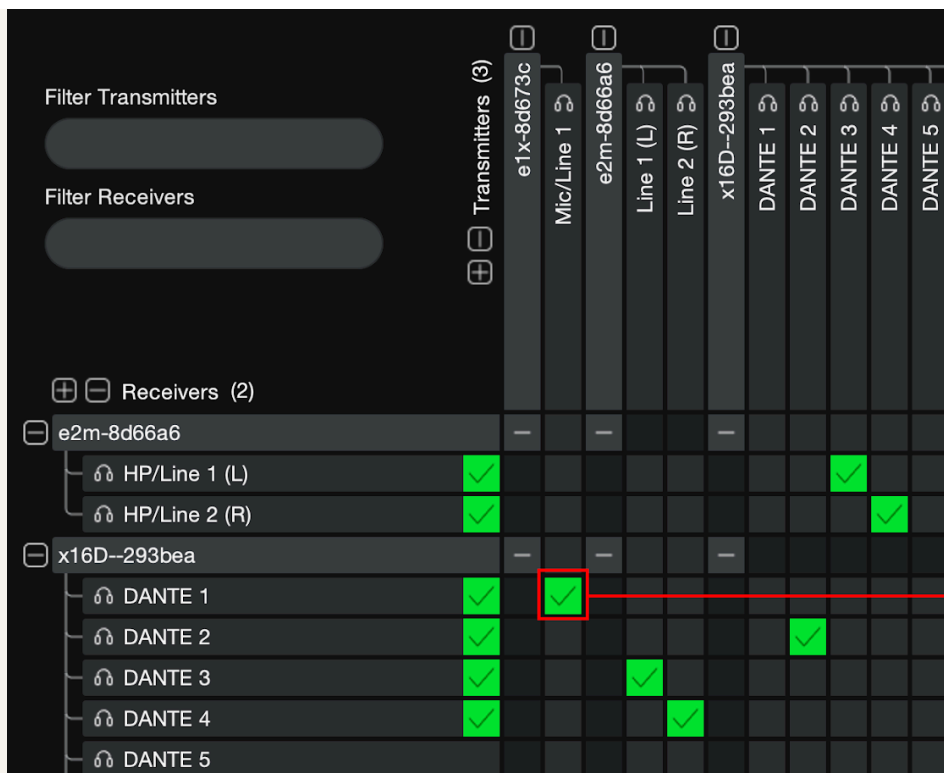 Filter Transmitters
Filter Receivers
Transmitters (3)
e1x-8d673c
Mic/Line 1
e2m-8d66a6
Line 1 (L)
Line 2 (R)
x16D--293bea
DANTE 1
DANTE 2
DANTE 3
DANTE 4
DANTE 5
Receivers (2)
e2m-8d66a6
HP/Line 1 (L)
HP/Line 2 (R)
x16D--293bea
DANTE 1
DANTE 2
DANTE 3
DANTE 4
DANTE 5